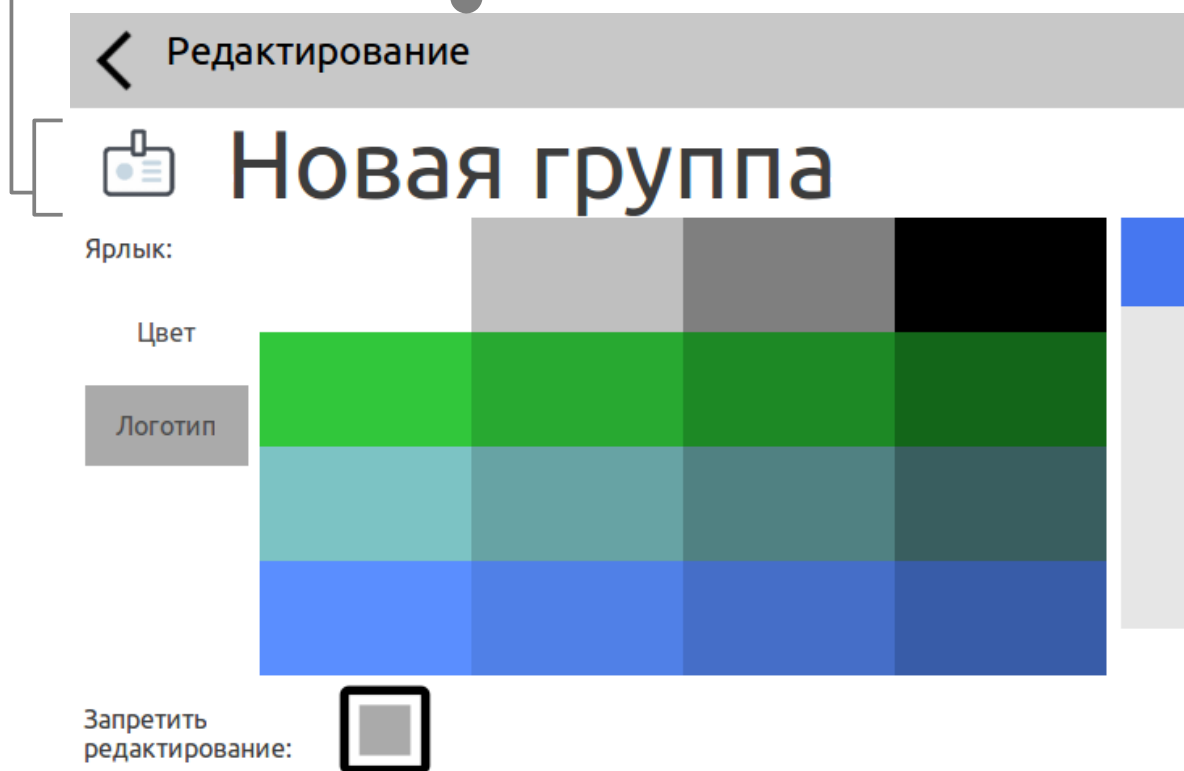 Редактирование
Новая группа
Ярлык:
Цвет
Логотип
Запретить
редактирование: